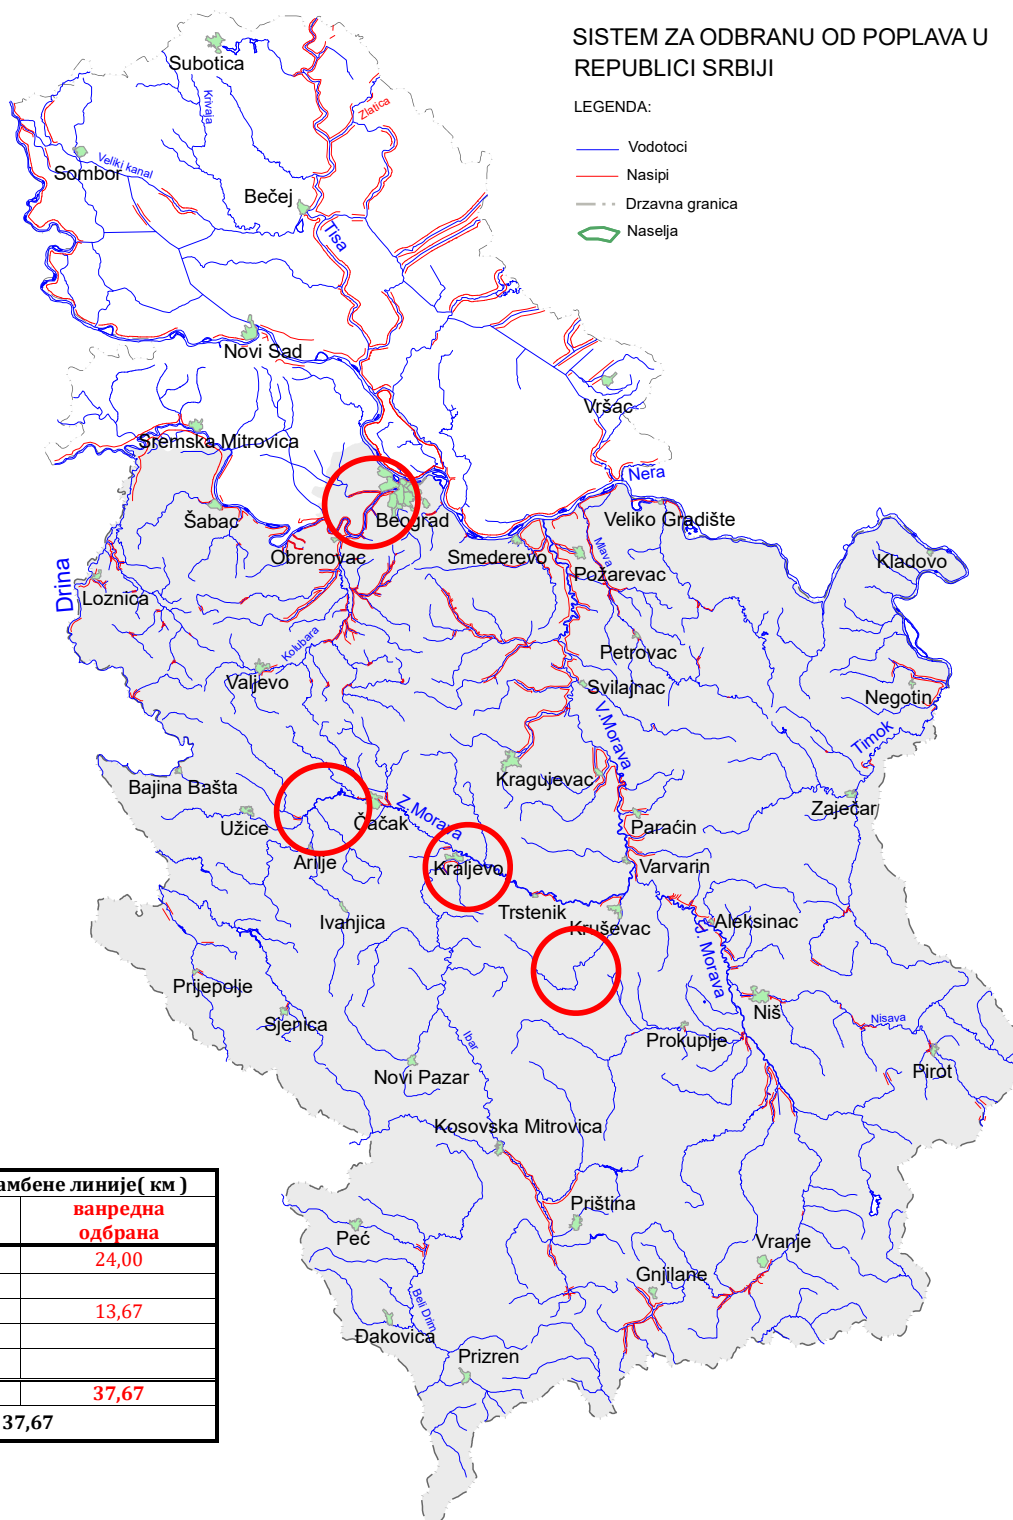 SISTEM ZA ODBRANU OD POPLAVA U
REPUBLICI SRBIJI
LEGENDA:
Vodotoci
Nasipi
Drzavna granica
Naselja
Subotica
Krivaja
Zlatica
Sombor
Veliki kanal
Bečej
Tisa
Novi Sad
Vršac
Sremska Mitrovica
Nera
Šabac
Beograd
Veliko Gradište
Obrenovac
Smederevo
Mlava
Kladovo
Drina
Požarevac
Loznica
Kolubara
Petrovac
Valjevo
Svilajnac
Negotin
V.Morava
Timok
Bajina Bašta
Kragujevac
Zaječar
Užice
Čačak
Z.Morava
Paraćin
Arilje
Kraljevo
Varvarin
Ivanjica
Trstenik
Kruševac
Aleksinac
J. Morava
Prijepolje
Sjenica
Niš
Nisava
Ibar
Prokuplje
Pirot
Novi Pazar
Kosovska Mitrovica
Priština
Peć
Vranje
Gnjilane
Beli Drim
Đakovica
Prizren
амбене линије( км )
ванредна
одбрана
24,00
13,67
37,67
37,67